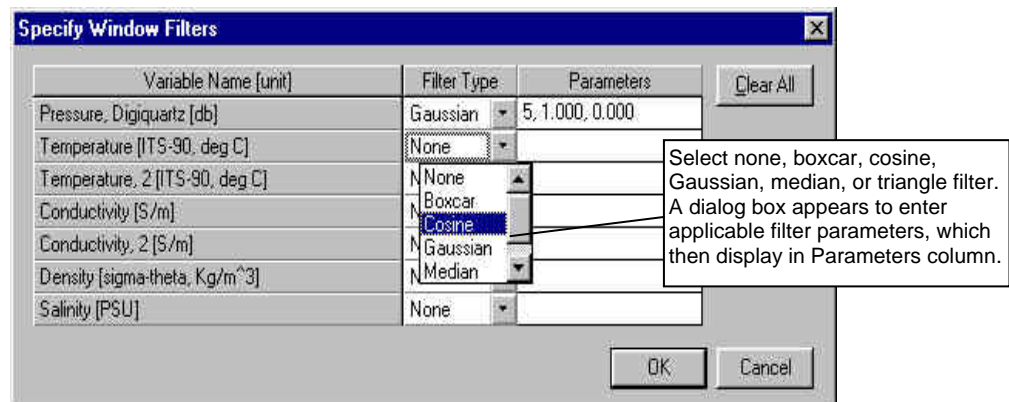 Specify Window Filters
Variable Name [unit] Filter Type Parameters Clear All
Pressure, Digiquartz [db] Gaussian 5, 1.000, 0.000
Temperature [ITS-90, deg C] None
Temperature, 2 [ITS-90, deg C] N None
Conductivity [S/m] N Boxcar
Cosine
Conductivity, 2 [S/m] N Gaussian
Density [sigma-theta, Kg/m^3] N Median
Salinity [PSU] None
Select none, boxcar, cosine,
Gaussian, median, or triangle filter.
A dialog box appears to enter
applicable filter parameters, which
then display in Parameters column.
OK Cancel